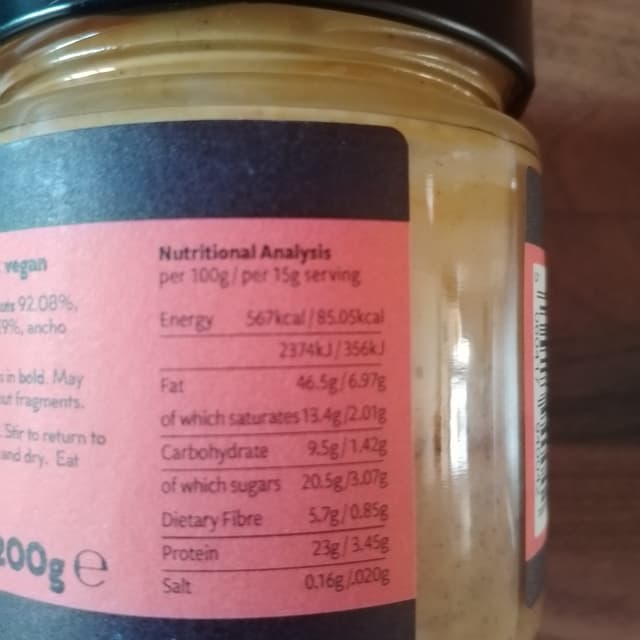 vegan
92.08%,
9%, ancho
s in bold. May
ut fragments.
Stir to return to
and dry. Eat
200g e
Nutritional Analysis
per 100g/per 15g serving
Energy 567kcal/85.05kcal
2374kJ/356kJ
Fat 46.5g/6.97g
of which saturates 13.4g/2.01g
Carbohydrate 9.5g/1.42g
of which sugars 20.5g/3.07g
Dietary Fibre 5.7g/0.85g
Protein 23g/3.45g
Salt 0.16g/.020g